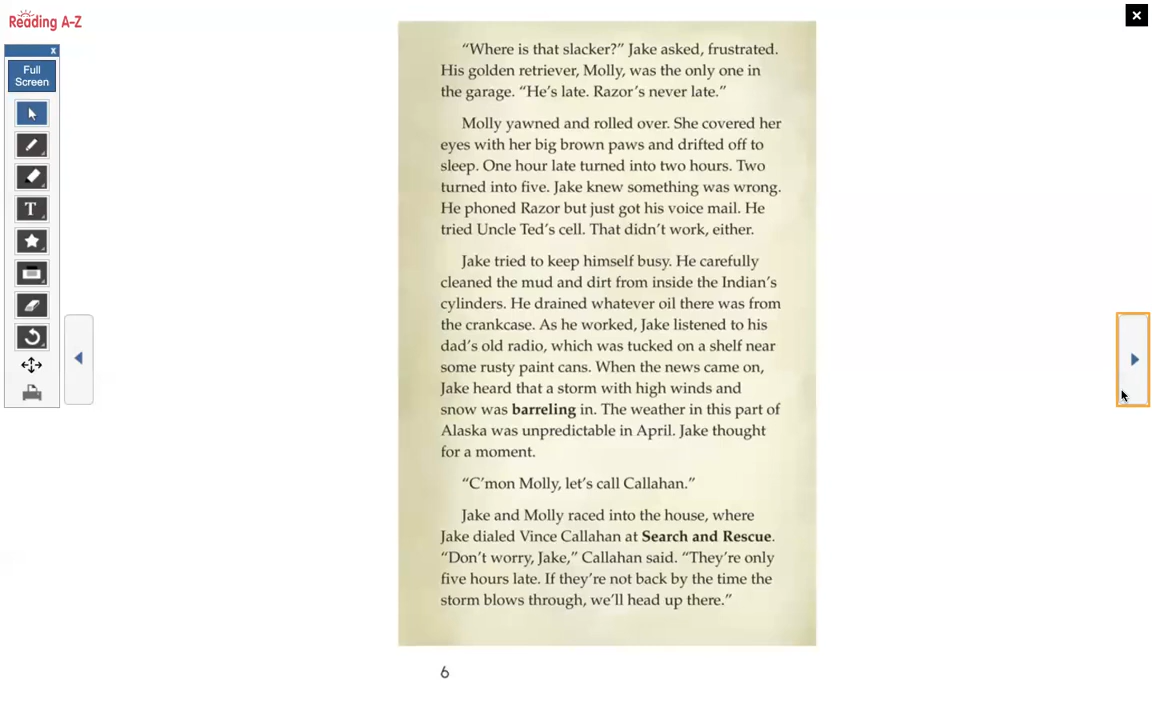 Reading A-Z
x
Full
Screen
T
“Where is that slacker?” Jake asked, frustrated.
His golden retriever, Molly, was the only one in
the garage. “He’s late. Razor’s never late.”
Molly yawned and rolled over. She covered her
eyes with her big brown paws and drifted off to
sleep. One hour late turned into two hours. Two
turned into five. Jake knew something was wrong.
He phoned Razor but just got his voice mail. He
tried Uncle Ted’s cell. That didn’t work, either.
Jake tried to keep himself busy. He carefully
cleaned the mud and dirt from inside the Indian’s
cylinders. He drained whatever oil there was from
the crankcase. As he worked, Jake listened to his
dad’s old radio, which was tucked on a shelf near
some rusty paint cans. When the news came on,
Jake heard that a storm with high winds and
snow was barreling in. The weather in this part of
Alaska was unpredictable in April. Jake thought
for a moment.
“C’mon Molly, let’s call Callahan.”
Jake and Molly raced into the house, where
Jake dialed Vince Callahan at Search and Rescue.
“Don’t worry, Jake,” Callahan said. “They’re only
five hours late. If they’re not back by the time the
storm blows through, we’ll head up there.”
6